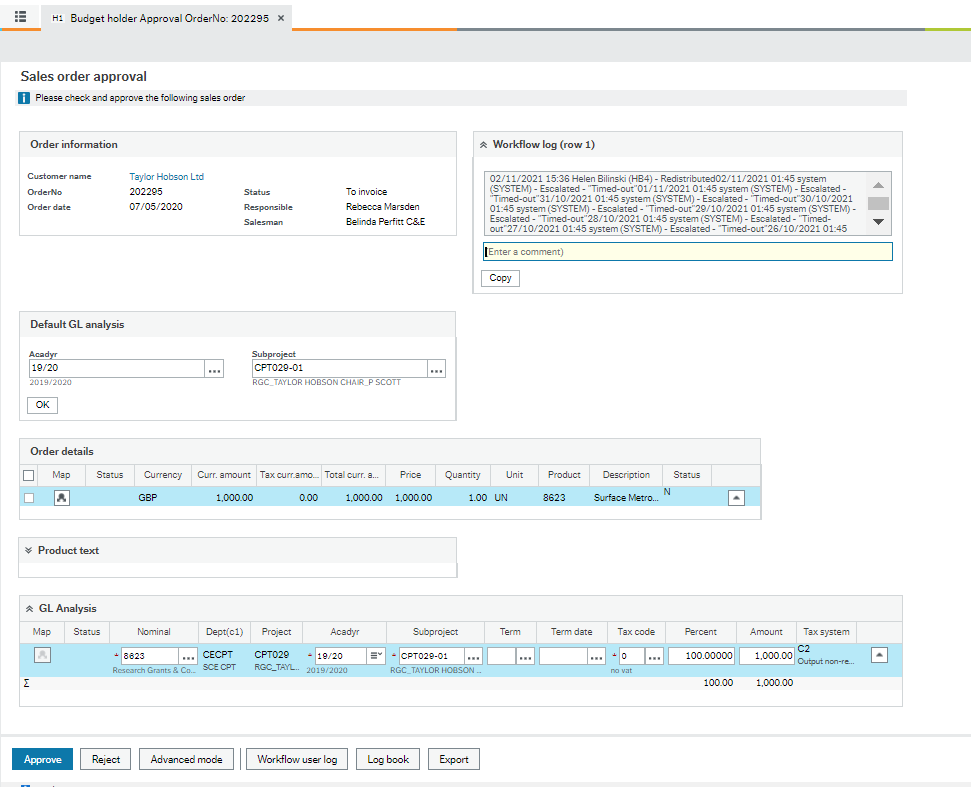 H1 Budget holder Approval OrderNo: 202295 ×
Sales order approval
i Please check and approve the following sales order
Order information
Customer name Taylor Hobson Ltd
OrderNo 202295 Status To invoice
Order date 07/05/2020 Responsible Rebecca Marsden
Salesman Belinda Perfitt C&E
Workflow log (row 1)
02/11/2021 15:36 Helen Bilinski (HB4) - Redistributed02/11/2021 01:45 system
(SYSTEM) - Escalated - "Timed-out"01/11/2021 01:45 system (SYSTEM) - Escalated -
"Timed-out"31/10/2021 01:45 system (SYSTEM) - Escalated - "Timed-out"30/10/2021
01:45 system (SYSTEM) - Escalated - "Timed-out"29/10/2021 01:45 system (SYSTEM) -
Escalated - "Timed-out"28/10/2021 01:45 system (SYSTEM) - Escalated - "Timed-
out"27/10/2021 01:45 system (SYSTEM) - Escalated - "Timed-out"26/10/2021 01:45
(Enter a comment)
Copy
Default GL analysis
Acadyr Subproject
19/20 ... CPT029-01 ...
2019/2020 RGC_TAYLOR HOBSON CHAIR_P SCOTT
OK
Order details
Map Status Currency Curr. amount Tax curr.amo... Total curr. a... Price Quantity Unit Product Description Status
GBP 1,000.00 0.00 1,000.00 1,000.00 1.00 UN 8623 Surface Metro... N
Product text
GL Analysis
Map Status Nominal Dept(c1) Project Acadyr Subproject Term Term date Tax code Percent Amount Tax system
* 8623 ... CECPT CPT029 * 19/20 * CPT029-01 ... ... ... * 0 ... 100.00000 1,000.00 C2
Research Grants & Co... SCE CPT RGC_TAYL... 2019/2020 RGC_TAYLOR HOBSON ... no vat Output non-re...
Σ 100.00 1,000.00
Approve Reject Advanced mode Workflow user log Log book Export